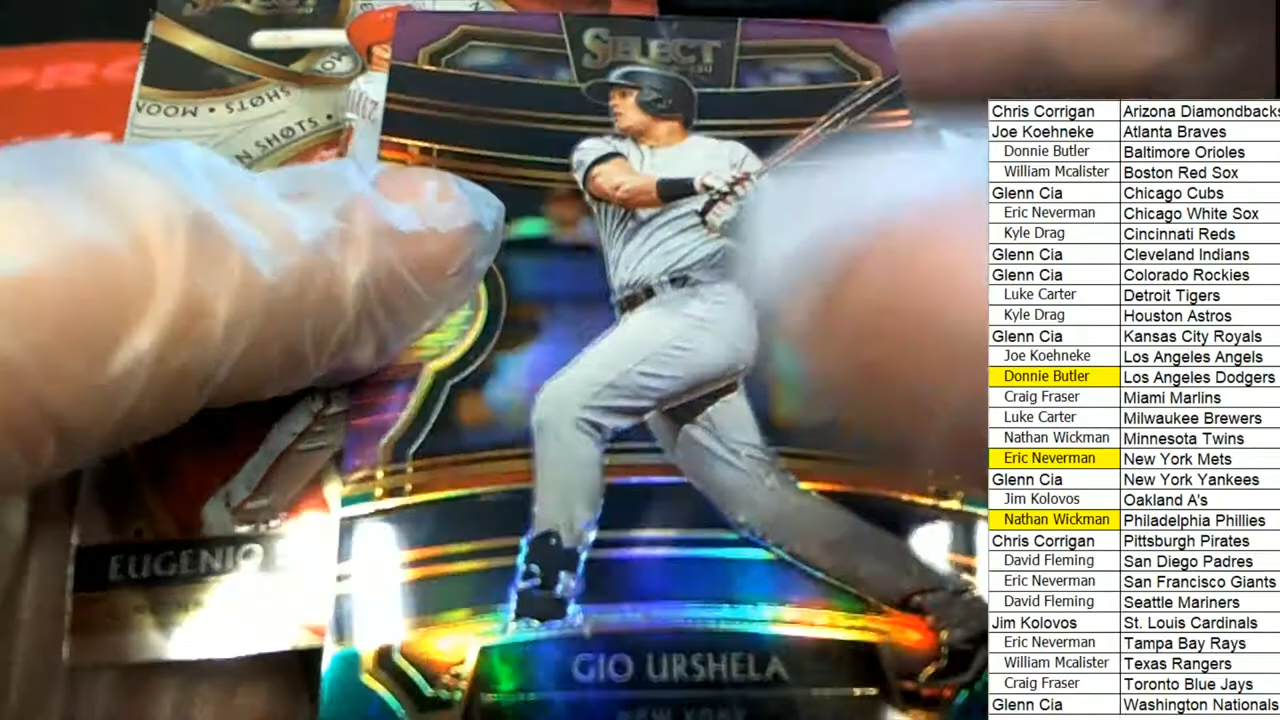 SELECT
MOON SHOTS •
N SHOTS •
EUGENIO
GIO URSHELA
NEW YORK
Chris Corrigan Arizona Diamondbacks
Joe Koehneke Atlanta Braves
Donnie Butler Baltimore Orioles
William Mcalister Boston Red Sox
Glenn Cia Chicago Cubs
Eric Neverman Chicago White Sox
Kyle Drag Cincinnati Reds
Glenn Cia Cleveland Indians
Glenn Cia Colorado Rockies
Luke Carter Detroit Tigers
Kyle Drag Houston Astros
Glenn Cia Kansas City Royals
Joe Koehneke Los Angeles Angels
Donnie Butler Los Angeles Dodgers
Craig Fraser Miami Marlins
Luke Carter Milwaukee Brewers
Nathan Wickman Minnesota Twins
Eric Neverman New York Mets
Glenn Cia New York Yankees
Jim Kolovos Oakland A's
Nathan Wickman Philadelphia Phillies
Chris Corrigan Pittsburgh Pirates
David Fleming San Diego Padres
Eric Neverman San Francisco Giants
David Fleming Seattle Mariners
Jim Kolovos St. Louis Cardinals
Eric Neverman Tampa Bay Rays
William Mcalister Texas Rangers
Craig Fraser Toronto Blue Jays
Glenn Cia Washington Nationals